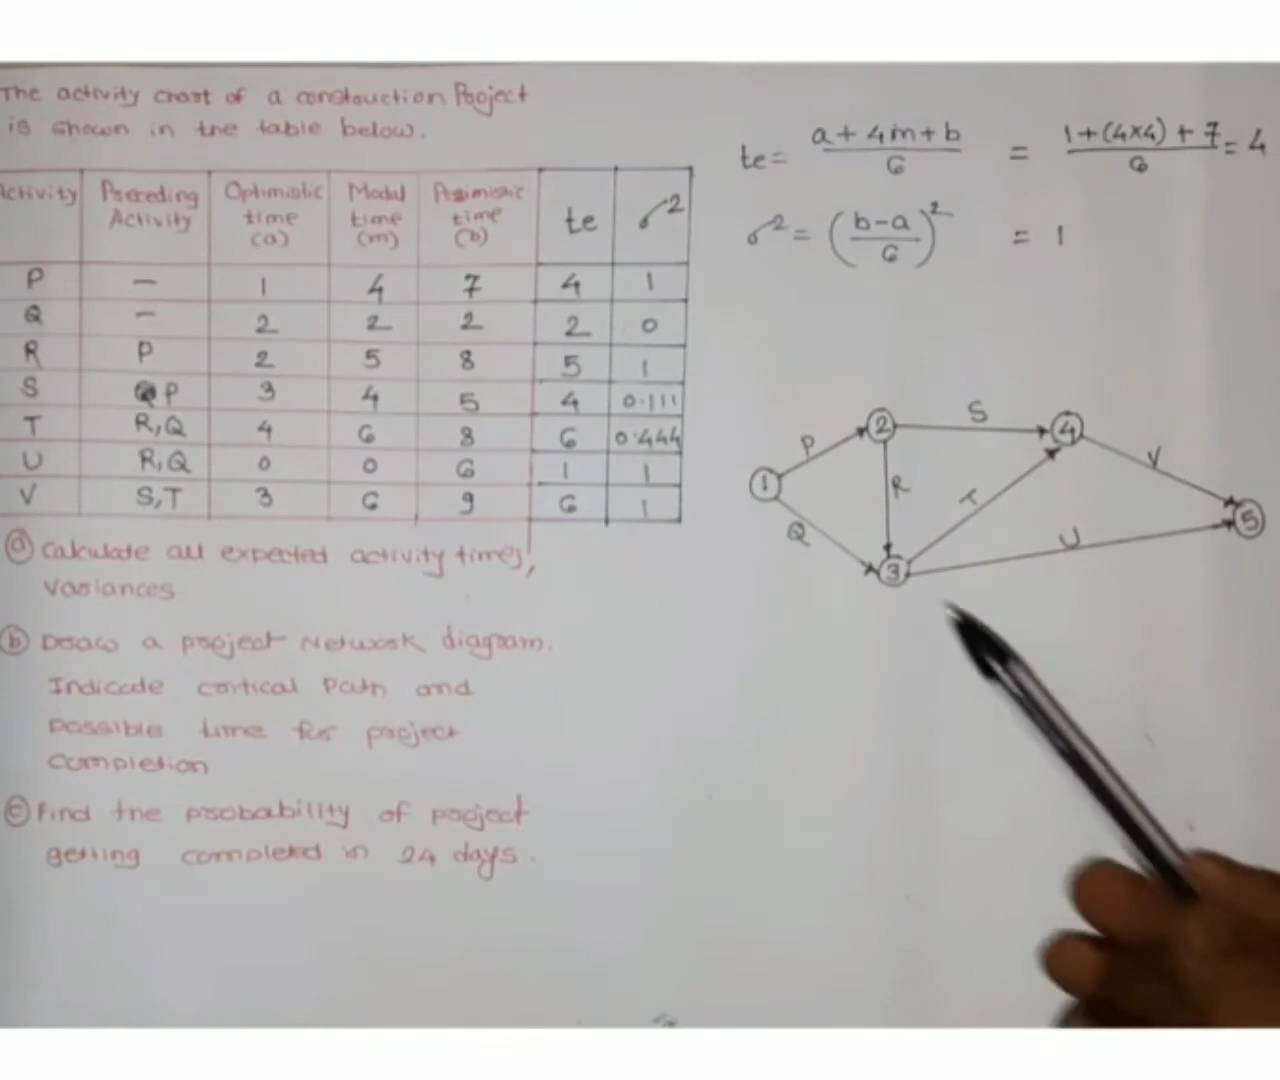 The activity chart of a construction Project
is shown in the table below.
Activity Preceding Activity Optimistic time (a) Modal time (m) Pessimistic time (b) te σ²
P — 1 4 7 4 1
Q — 2 2 2 2 0
R P 2 5 8 5 1
S P 3 4 5 4 0.111
T R,Q 4 6 8 6 0.444
U R,Q 0 0 6 1 1
V S,T 3 6 9 6 1
(a) Calculate all expected activity times,
Variances
(b) Draw a project Network diagram.
Indicate cortical Path and
Possible time for project
Completion
(c) Find the probability of project
getting completed in 24 days.
te = a + 4m + b / 6 = 1 + (4×4) + 7 / 6 = 4
σ² = (b-a / 6)² = 1
P
S
R
Q
T
U
V
1
2
3
4
5